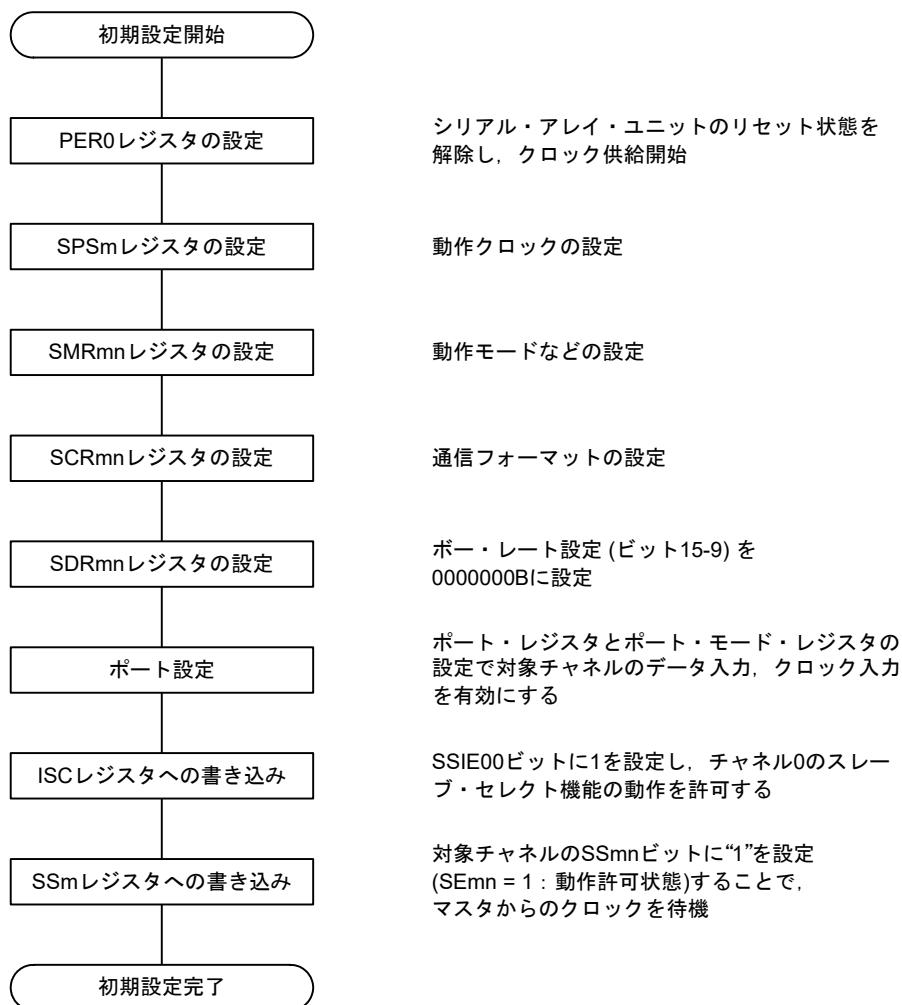 初期設定開始
PER0レジスタの設定
シリアル・アレイ・ユニットのリセット状態を
解除し，クロック供給開始
SPSmレジスタの設定
動作クロックの設定
SMRmnレジスタの設定
動作モードなどの設定
SCRmnレジスタの設定
通信フォーマットの設定
SDRmnレジスタの設定
ボー・レート設定 (ビット15-9) を
0000000Bに設定
ポート設定
ポート・レジスタとポート・モード・レジスタの
設定で対象チャネルのデータ入力，クロック入力
を有効にする
ISCレジスタへの書き込み
SSIE00ビットに1を設定し，チャネル0のスレー
ブ・セレクト機能の動作を許可する
SSmレジスタへの書き込み
対象チャネルのSSmnビットに“1”を設定
(SEmn = 1：動作許可状態)することで，
マスタからのクロックを待機
初期設定完了